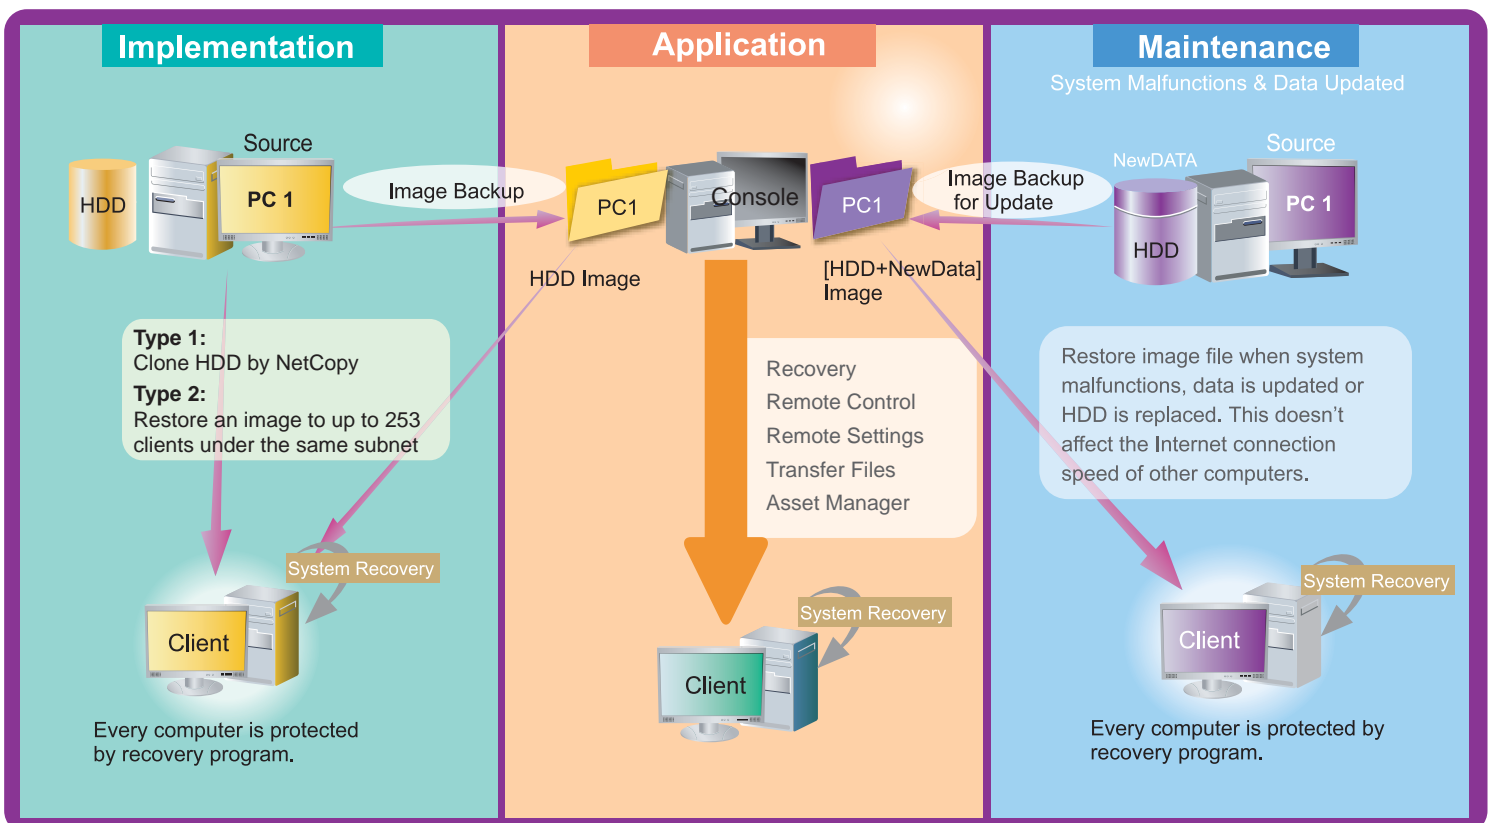 Implementation
Source
HDD
PC 1
Image Backup
Type 1:
Clone HDD by NetCopy
Type 2:
Restore an image to up to 253
clients under the same subnet
System Recovery
Client
Every computer is protected
by recovery program.
Application
PC1
Console
PC1
HDD Image
[HDD+NewData]
Image
Recovery
Remote Control
Remote Settings
Transfer Files
Asset Manager
System Recovery
Client
Maintenance
System Malfunctions & Data Updated
Image Backup
for Update
NewDATA
HDD
Source
PC 1
Restore image file when system
malfunctions, data is updated or
HDD is replaced. This doesn't
affect the Internet connection
speed of other computers.
System Recovery
Client
Every computer is protected by
recovery program.